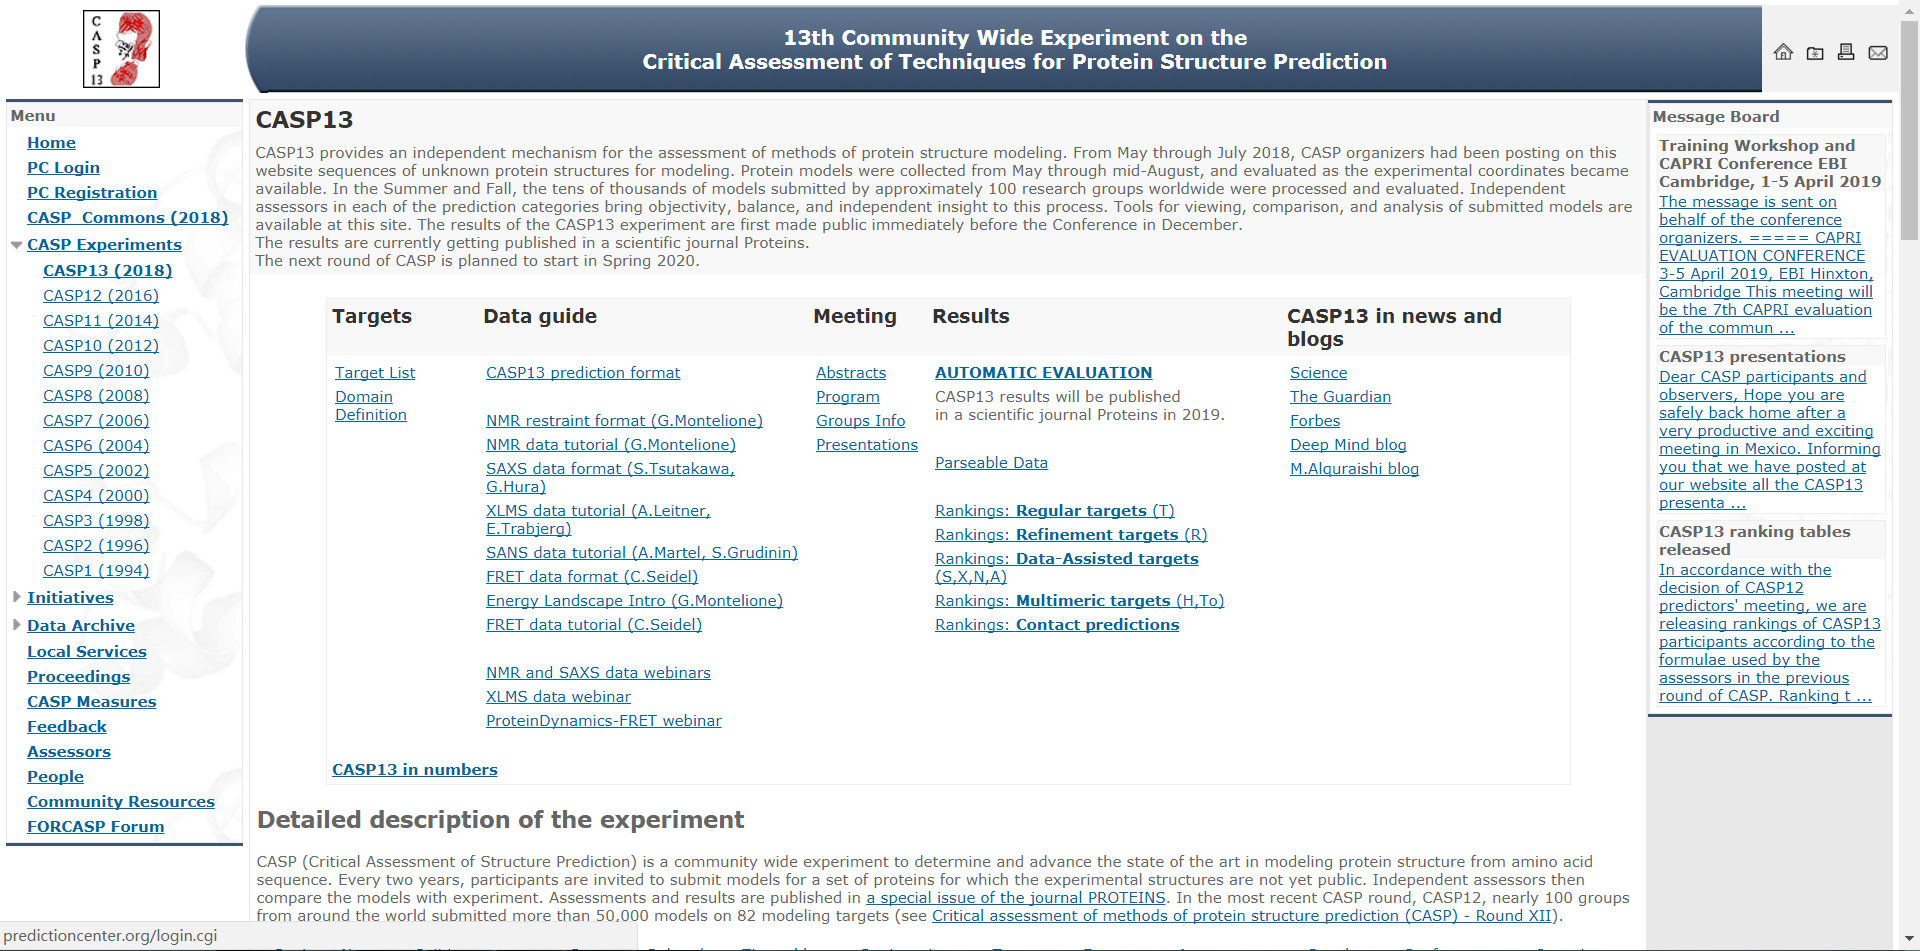 C
A
S
P
13
13th Community Wide Experiment on the
Critical Assessment of Techniques for Protein Structure Prediction
Menu
Home
PC Login
PC Registration
CASP Commons (2018)
CASP Experiments
CASP13 (2018)
CASP12 (2016)
CASP11 (2014)
CASP10 (2012)
CASP9 (2010)
CASP8 (2008)
CASP7 (2006)
CASP6 (2004)
CASP5 (2002)
CASP4 (2000)
CASP3 (1998)
CASP2 (1996)
CASP1 (1994)
Initiatives
Data Archive
Local Services
Proceedings
CASP Measures
Feedback
Assessors
People
Community Resources
FORCASP Forum
CASP13
CASP13 provides an independent mechanism for the assessment of methods of protein structure modeling. From May through July 2018, CASP organizers had been posting on this
website sequences of unknown protein structures for modeling. Protein models were collected from May through mid-August, and evaluated as the experimental coordinates became
available. In the Summer and Fall, the tens of thousands of models submitted by approximately 100 research groups worldwide were processed and evaluated. Independent
assessors in each of the prediction categories bring objectivity, balance, and independent insight to this process. Tools for viewing, comparison, and analysis of submitted models are
available at this site. The results of the CASP13 experiment are first made public immediately before the Conference in December.
The results are currently getting published in a scientific journal Proteins.
The next round of CASP is planned to start in Spring 2020.
Targets
Target List
Domain
Definition
Data guide
CASP13 prediction format
NMR restraint format (G.Montelione)
NMR data tutorial (G.Montelione)
SAXS data format (S.Tsutakawa,
G.Hura)
XLMS data tutorial (A.Leitner,
E.Trabjerg)
SANS data tutorial (A.Martel, S.Grudinin)
FRET data format (C.Seidel)
Energy Landscape Intro (G.Montelione)
FRET data tutorial (C.Seidel)
NMR and SAXS data webinars
XLMS data webinar
ProteinDynamics-FRET webinar
Meeting
Abstracts
Program
Groups Info
Presentations
Results
AUTOMATIC EVALUATION
CASP13 results will be published
in a scientific journal Proteins in 2019.
Parseable Data
Rankings: Regular targets (T)
Rankings: Refinement targets (R)
Rankings: Data-Assisted targets
(S,X,N,A)
Rankings: Multimeric targets (H,To)
Rankings: Contact predictions
CASP13 in news and
blogs
Science
The Guardian
Forbes
Deep Mind blog
M.Alquraishi blog
CASP13 in numbers
Detailed description of the experiment
CASP (Critical Assessment of Structure Prediction) is a community wide experiment to determine and advance the state of the art in modeling protein structure from amino acid
sequence. Every two years, participants are invited to submit models for a set of proteins for which the experimental structures are not yet public. Independent assessors then
compare the models with experiment. Assessments and results are published in a special issue of the journal PROTEINS. In the most recent CASP round, CASP12, nearly 100 groups
from around the world submitted more than 50,000 models on 82 modeling targets (see Critical assessment of methods of protein structure prediction (CASP) - Round XII).
Message Board
Training Workshop and
CAPRI Conference EBI
Cambridge, 1-5 April 2019
The message is sent on
behalf of the conference
organizers. ===== CAPRI
EVALUATION CONFERENCE
3-5 April 2019, EBI Hinxton,
Cambridge This meeting will
be the 7th CAPRI evaluation
of the commun ...
CASP13 presentations
Dear CASP participants and
observers, Hope you are
safely back home after a
very productive and exciting
meeting in Mexico. Informing
you that we have posted at
our website all the CASP13
presenta ...
CASP13 ranking tables
released
In accordance with the
decision of CASP12
predictors' meeting, we are
releasing rankings of CASP13
participants according to the
formulae used by the
assessors in the previous
round of CASP. Ranking t ...
predictioncenter.org/login.cgi